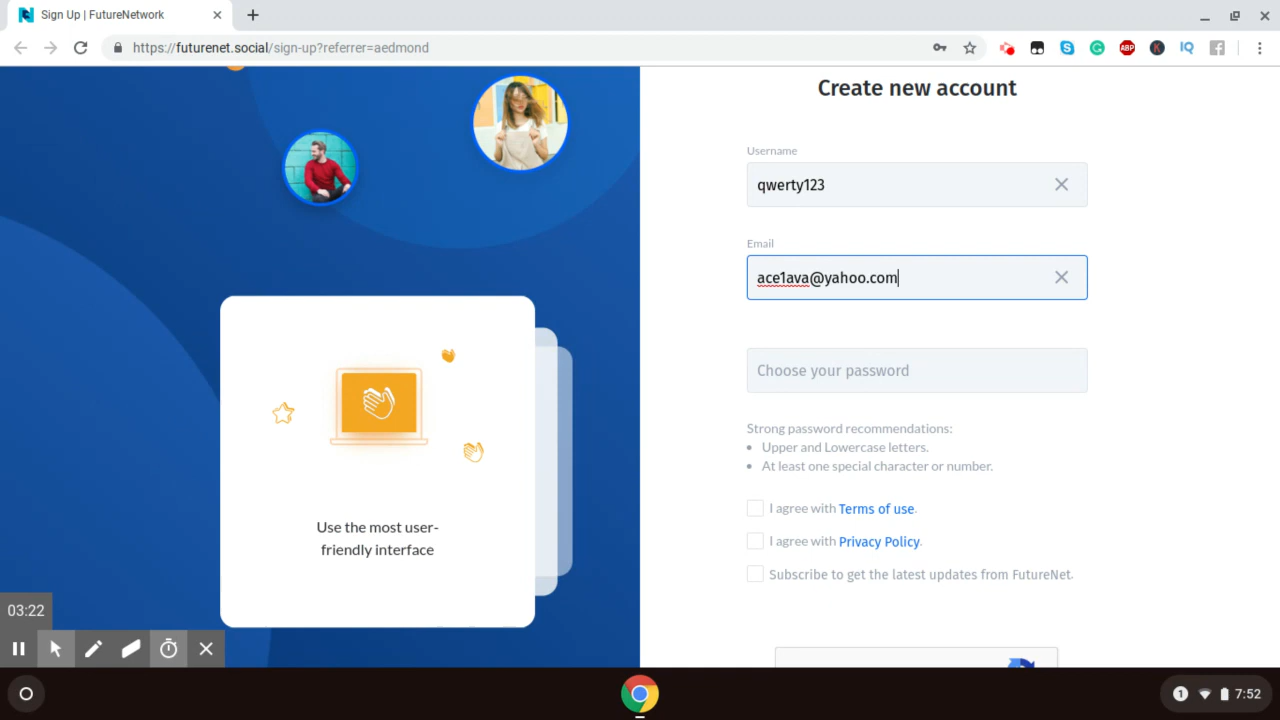 Sign Up | FutureNetwork
https://futurenet.social/sign-up?referrer=aedmond
ABP
K
IQ
Create new account
Username
qwerty123
Email
ace1ava@yahoo.com
Choose your password
Strong password recommendations:
• Upper and Lowercase letters.
• At least one special character or number.
I agree with Terms of use.
I agree with Privacy Policy.
Subscribe to get the latest updates from FutureNet.
Use the most user-
friendly interface
03:22
1
7:52